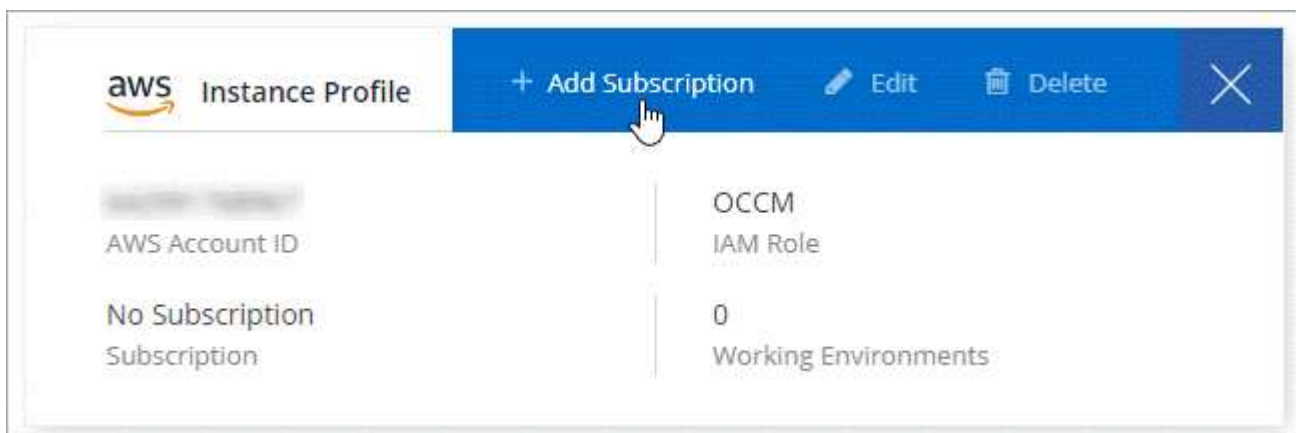 aws Instance Profile + Add Subscription Edit Delete
AWS Account ID
OCCM
IAM Role
No Subscription
Subscription
0
Working Environments